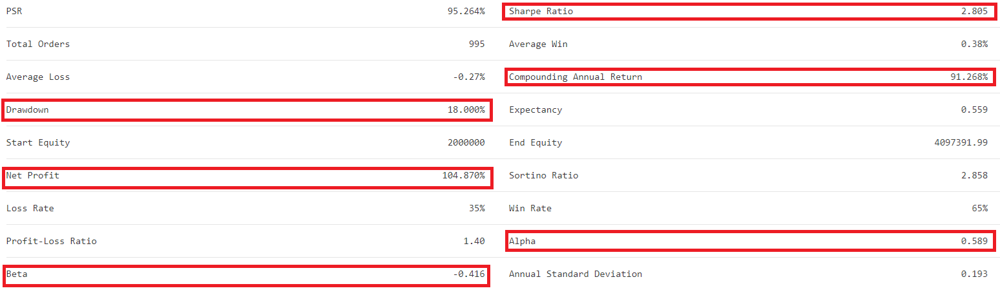 PSR 95.264% Sharpe Ratio 2.805
Total Orders 995 Average Win 0.38%
Average Loss -0.27% Compounding Annual Return 91.268%
Drawdown 18.000% Expectancy 0.559
Start Equity 2000000 End Equity 4097391.99
Net Profit 104.870% Sortino Ratio 2.858
Loss Rate 35% Win Rate 65%
Profit-Loss Ratio 1.40 Alpha 0.589
Beta -0.416 Annual Standard Deviation 0.193